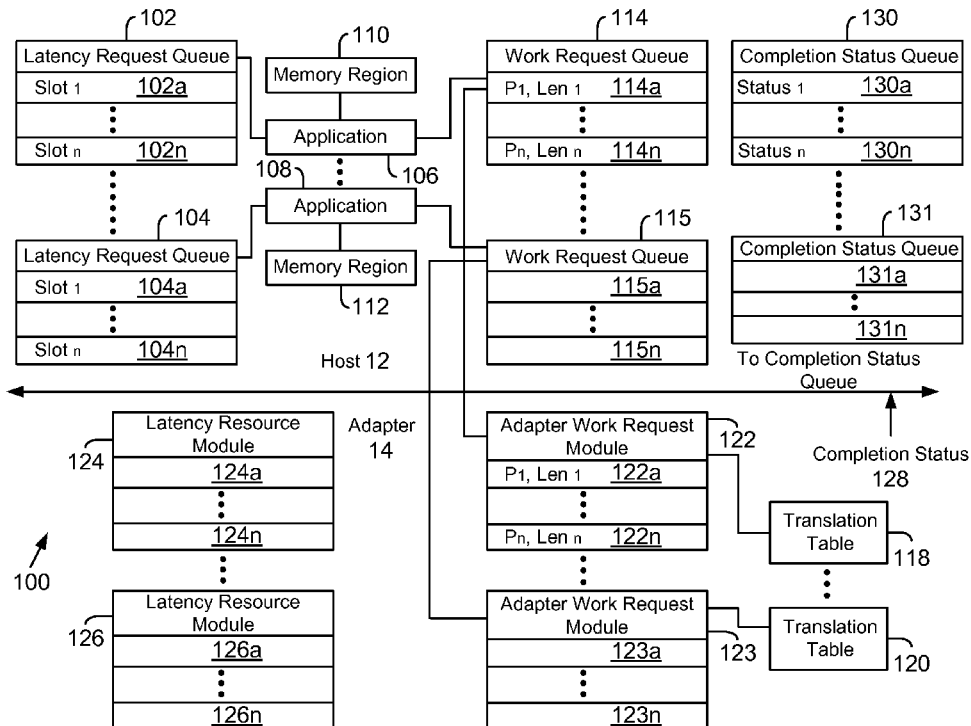 102
Latency Request Queue
Slot 1 102a
Slot n 102n
110
Memory Region
Application
106
108
Application
Memory Region
112
104
Latency Request Queue
Slot 1 104a
Slot n 104n
114
Work Request Queue
P1, Len 1 114a
Pn, Len n 114n
115
Work Request Queue
115a
115n
130
Completion Status Queue
Status 1 130a
Status n 130n
131
Completion Status Queue
131a
131n
Host 12
To Completion Status
Queue
Adapter
14
Completion Status
128
124
Latency Resource
Module
124a
124n
126
Latency Resource
Module
126a
126n
100
Adapter Work Request
Module
122
P1, Len 1 122a
Pn, Len n 122n
Adapter Work Request
Module
123
123a
123n
Translation
Table
118
Translation
Table
120